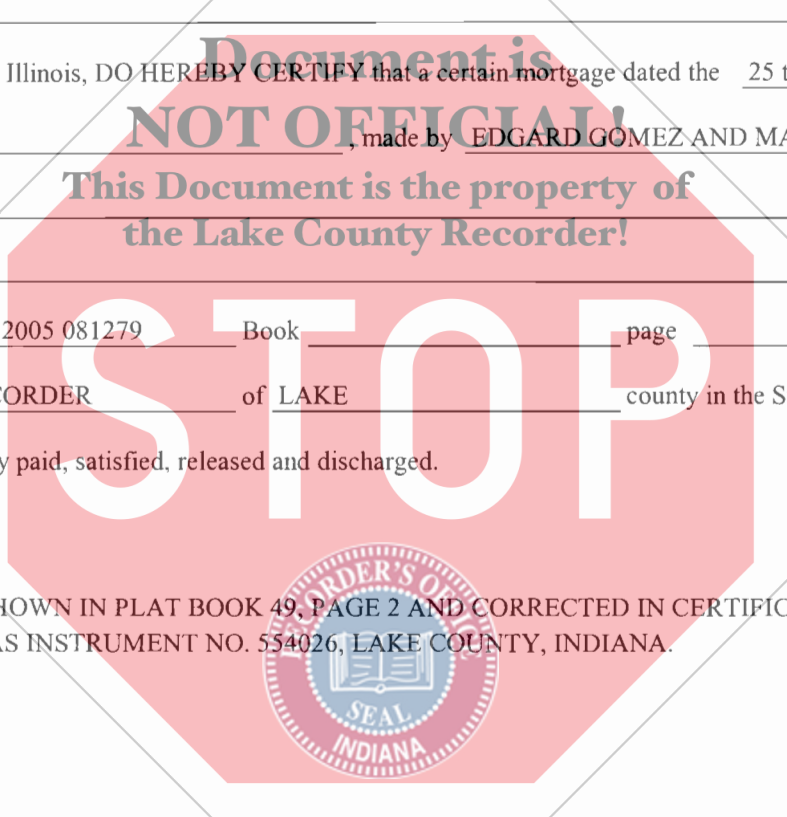 Document is
Illinois, DO HEREBY CERTIFY that a certain mortgage dated the 25 t
NOT OFFICIAL!
, made by EDGARD GOMEZ AND MA
This Document is the property of
the Lake County Recorder!
2005 081279 Book page
STOP
CORDER of LAKE county in the S
y paid, satisfied, released and discharged.
RECORDER'S OFFICE
HOWN IN PLAT BOOK 49, PAGE 2 AND CORRECTED IN CERTIFIC
AS INSTRUMENT NO. 554026, LAKE COUNTY, INDIANA.
SEAL
INDIANA